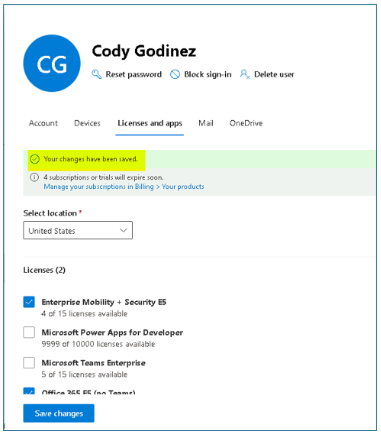 CG
Cody Godinez
Reset password Block sign-in Delete user
Account Devices Licenses and apps Mail OneDrive
Your changes have been saved.
4 subscriptions or trials will expire soon.
Manage your subscriptions in Billing > Your products
Select location *
United States
Licenses (2)
Enterprise Mobility + Security E5
4 of 15 licenses available
Microsoft Power Apps for Developer
9999 of 10000 licenses available
Microsoft Teams Enterprise
5 of 15 licenses available
Office 365 E5 (no Teams)
Save changes